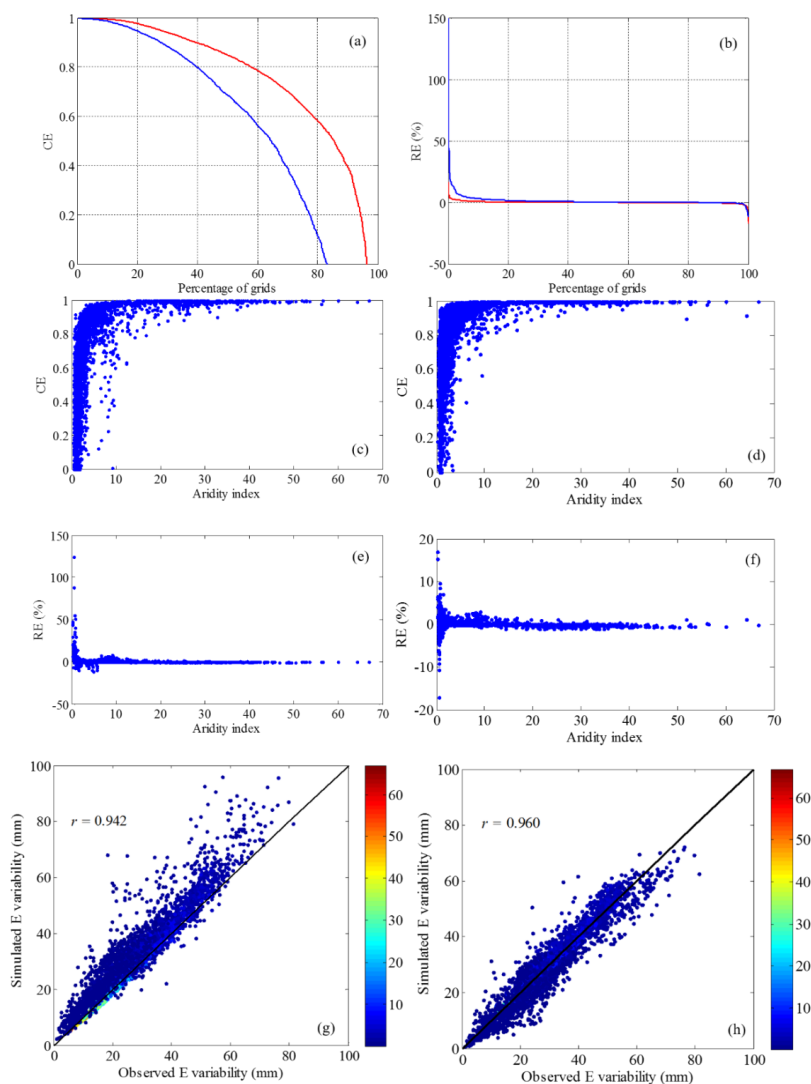 (a)
1
0.8
0.6
0.4
0.2
0
CE
0 20 40 60 80 100
Percentage of grids
(b)
150
100
50
0
-50
RE (%)
0 20 40 60 80 100
Percentage of grids
1
0.8
0.6
0.4
0.2
0
CE
(c)
0 10 20 30 40 50 60 70
Aridity index
1
0.8
0.6
0.4
0.2
0
CE
(d)
0 10 20 30 40 50 60 70
Aridity index
(e)
150
100
50
0
-50
RE (%)
0 10 20 30 40 50 60 70
Aridity index
(f)
20
10
0
-10
-20
RE (%)
0 10 20 30 40 50 60 70
Aridity index
100
80
60
40
20
0
Simulated E variability (mm)
r = 0.942
(g)
0 20 40 60 80 100
Observed E variability (mm)
60
50
40
30
20
10
100
80
60
40
20
0
Simulated E variability (mm)
r = 0.960
(h)
0 20 40 60 80 100
Observed E variability (mm)
60
50
40
30
20
10